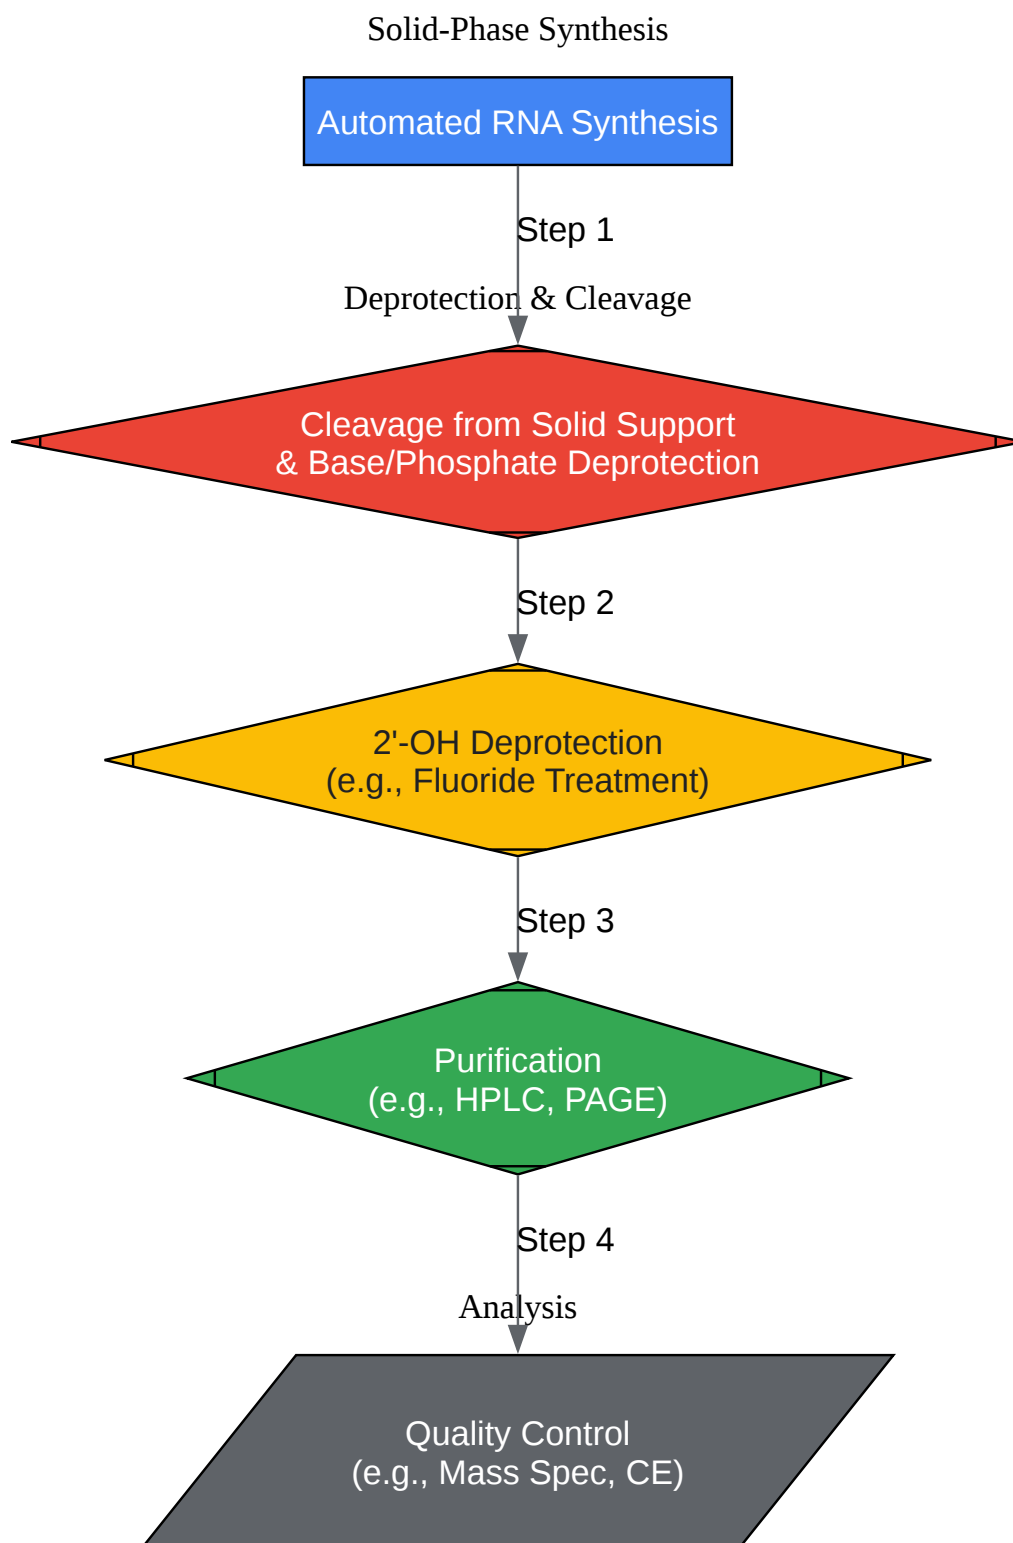 Solid-Phase Synthesis
Automated RNA Synthesis
Step 1
Deprotection & Cleavage
Cleavage from Solid Support
& Base/Phosphate Deprotection
Step 2
2'-OH Deprotection
(e.g., Fluoride Treatment)
Step 3
Purification
(e.g., HPLC, PAGE)
Step 4
Analysis
Quality Control
(e.g., Mass Spec, CE)